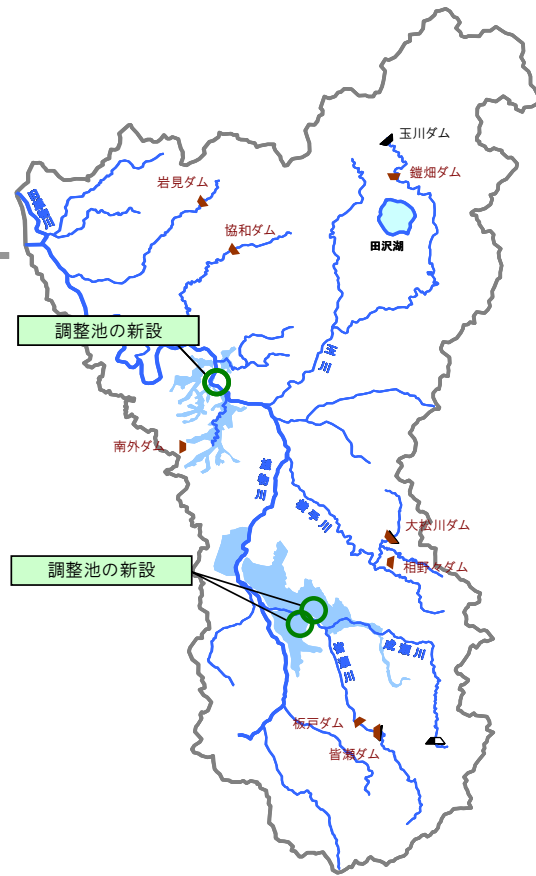 玉川ダム
鎧畑ダム
岩見ダム
田沢湖
協和ダム
調整池の新設
玉川
南外ダム
雄物川
大松川ダム
相野々ダム
調整池の新設
成瀬川
皆瀬川
板戸ダム
皆瀬ダム